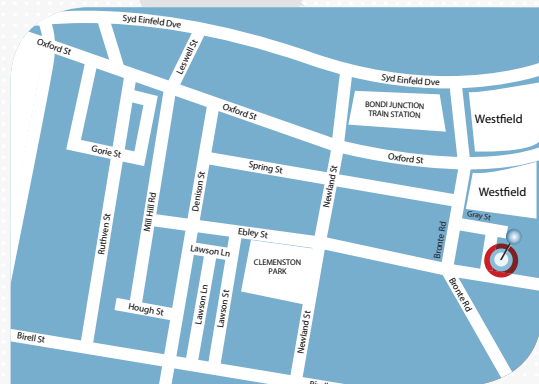 Syd Einfeld Dve
Oxford St
Leswell St
Syd Einfeld Dve
BONDI JUNCTION
TRAIN STATION
Westfield
Oxford St
Gorie St
Oxford St
Spring St
Westfield
Denison St
Newland St
Mill Hill Rd
Gray St
Ruthven St
Ebley St
Bronte Rd
Lawson Ln
CLEMENSTON
PARK
Lawson Ln
Lawson St
Bronte Rd
Hough St
Newland St
Birell St